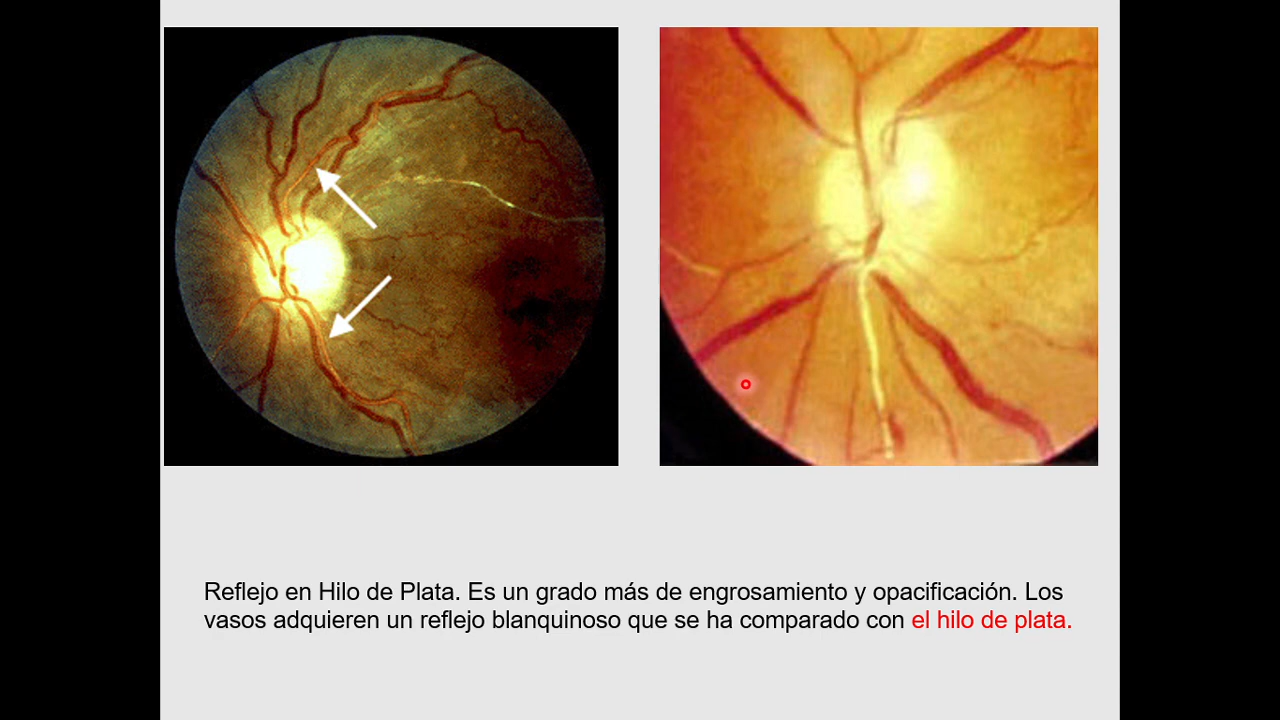 Reflejo en Hilo de Plata. Es un grado más de engrosamiento y opacificación. Los
vasos adquieren un reflejo blanquinoso que se ha comparado con el hilo de plata.